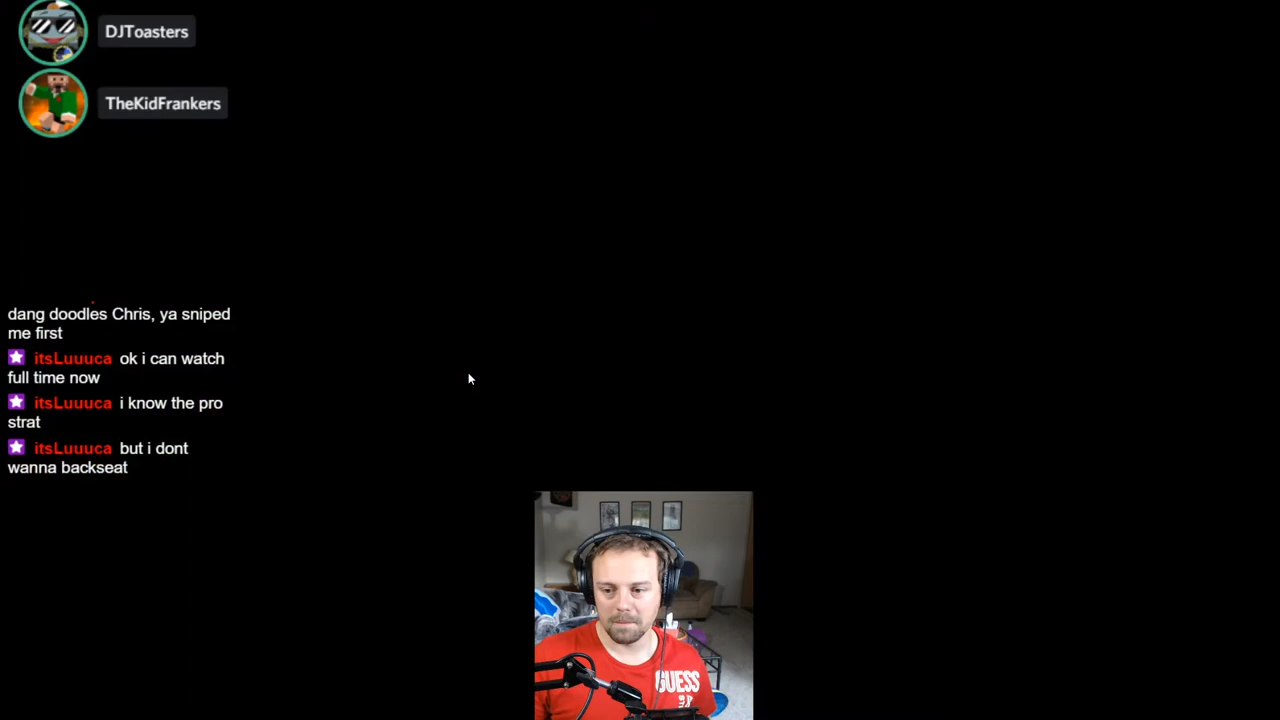 DJToasters
TheKidFrankers
dang doodles Chris, ya sniped
me first
itsLuuuca ok i can watch
full time now
itsLuuuca i know the pro
strat
itsLuuuca but i dont
wanna backseat
GUESS